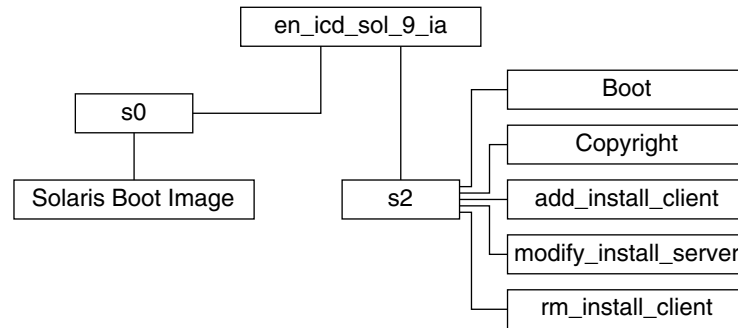 en_icd_sol_9_ia
s0
Boot
Copyright
Solaris Boot Image
s2
add_install_client
modify_install_server
rm_install_client